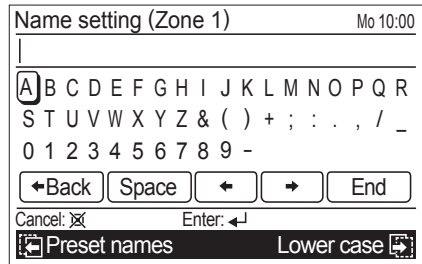 Name setting (Zone 1) Mo 10:00
A B C D E F G H I J K L M N O P Q R
S T U V W X Y Z & ( ) + ; : . , / _
0 1 2 3 4 5 6 7 8 9 -
←Back Space ← → End
Cancel: Enter:
Preset names Lower case